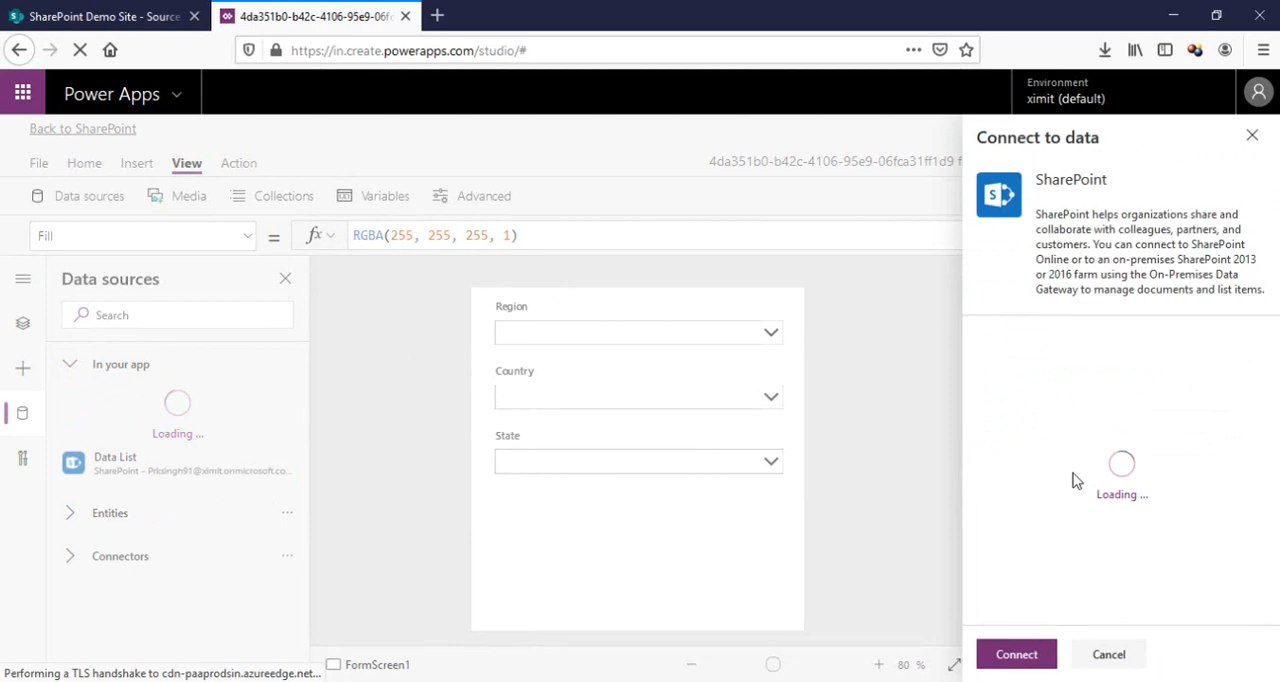 SharePoint Demo Site - Source
4da351b0-b42c-4106-95e9-06fc
https://in.create.powerapps.com/studio/#
Power Apps
Environment
ximit (default)
Back to SharePoint
File Home Insert View Action
4da351b0-b42c-4106-95e9-06fca31ff1d9 f
Data sources Media Collections Variables Advanced
Fill = fx RGBA(255, 255, 255, 1)
Data sources
Search
In your app
Loading ...
Data List
SharePoint - Prksingh91@ximit.onmicrosoft.co...
Entities
Connectors
Region
Country
State
FormScreen1
80 %
Connect to data
SharePoint
SharePoint helps organizations share and
collaborate with colleagues, partners, and
customers. You can connect to SharePoint
Online or to an on-premises SharePoint 2013
or 2016 farm using the On-Premises Data
Gateway to manage documents and list items.
Loading ...
Connect Cancel
Performing a TLS handshake to cdn-paaprodsin.azureedge.net...